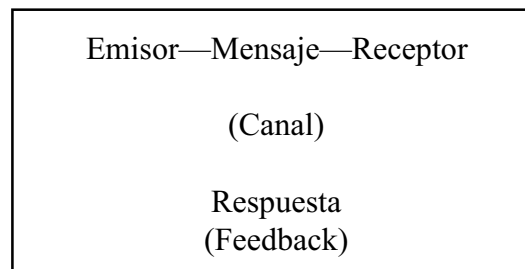 Emisor—Mensaje—Receptor
(Canal)
Respuesta
(Feedback)